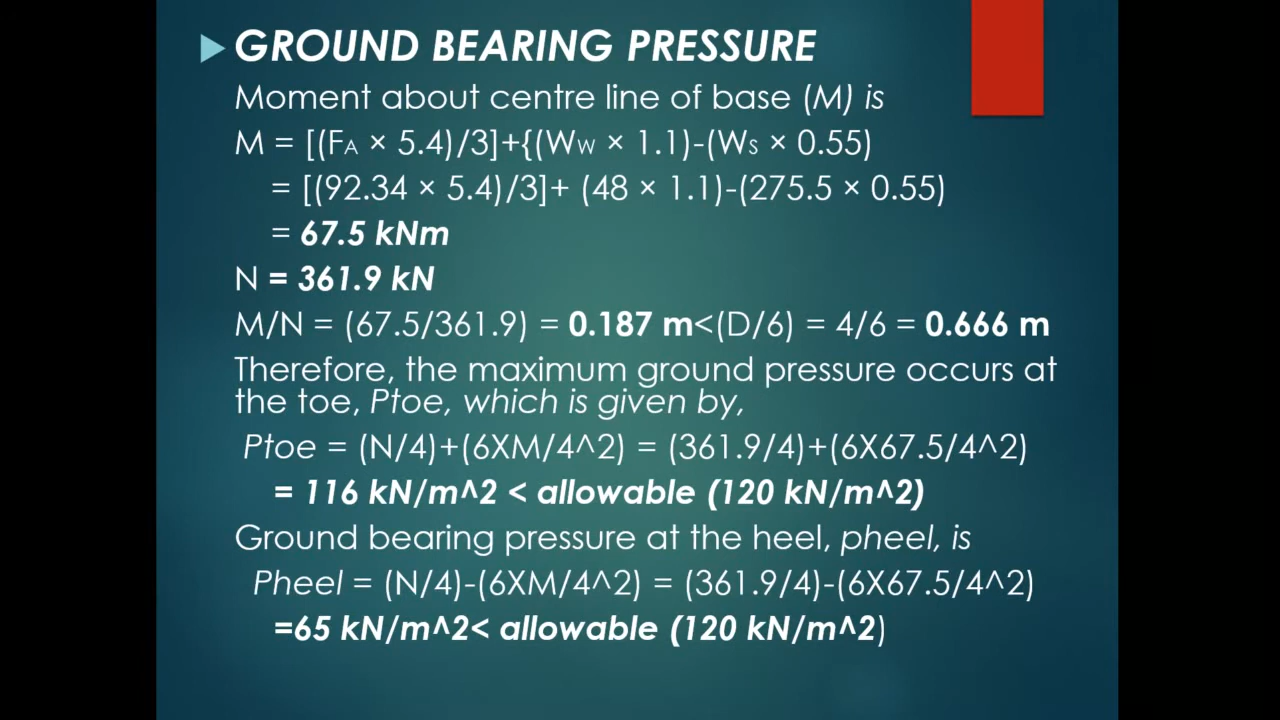 GROUND BEARING PRESSURE
Moment about centre line of base (M) is
M = [(FA × 5.4)/3]+{(WW × 1.1)-(WS × 0.55)
= [(92.34 × 5.4)/3]+ (48 × 1.1)-(275.5 × 0.55)
= 67.5 kNm
N = 361.9 kN
M/N = (67.5/361.9) = 0.187 m<(D/6) = 4/6 = 0.666 m
Therefore, the maximum ground pressure occurs at
the toe, Ptoe, which is given by,
Ptoe = (N/4)+(6XM/4^2) = (361.9/4)+(6X67.5/4^2)
= 116 kN/m^2 < allowable (120 kN/m^2)
Ground bearing pressure at the heel, pheel, is
Pheel = (N/4)-(6XM/4^2) = (361.9/4)-(6X67.5/4^2)
=65 kN/m^2< allowable (120 kN/m^2)